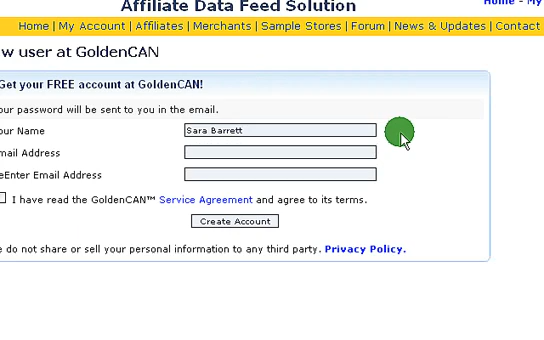 Affiliate Data Feed Solution
Home - My
Home | My Account | Affiliates | Merchants | Sample Stores | Forum | News & Updates | Contact
w user at GoldenCAN
Get your FREE account at GoldenCAN!
our password will be sent to you in the email.
our Name Sara Barrett
mail Address
eEnter Email Address
I have read the GoldenCAN™ Service Agreement and agree to its terms.
Create Account
e do not share or sell your personal information to any third party. Privacy Policy.